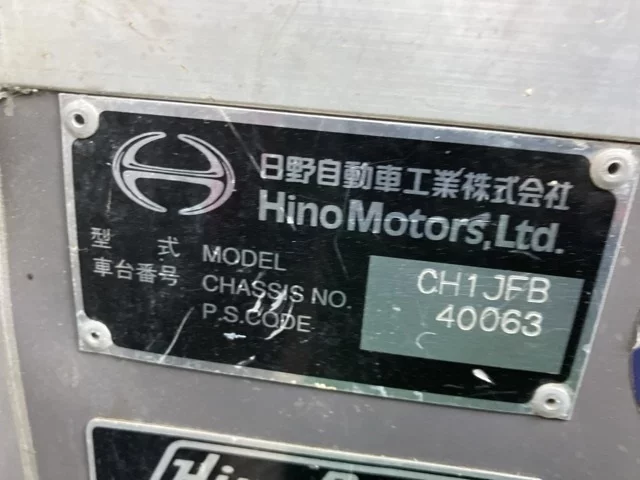 日野自動車工業株式会社
Hino Motors, Ltd.
型 式 MODEL
車台番号 CHASSIS NO. CH1JFB
P.S.CODE 40063
Hino